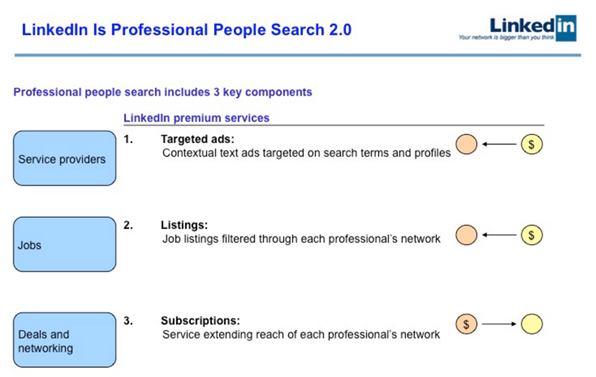 LinkedIn Is Professional People Search 2.0
Linkedin
Your network is bigger than you think
Professional people search includes 3 key components
LinkedIn premium services
Service providers
1. Targeted ads:
Contextual text ads targeted on search terms and profiles
$
Jobs
2. Listings:
Job listings filtered through each professional's network
$
Deals and
networking
3. Subscriptions:
Service extending reach of each professional's network
$